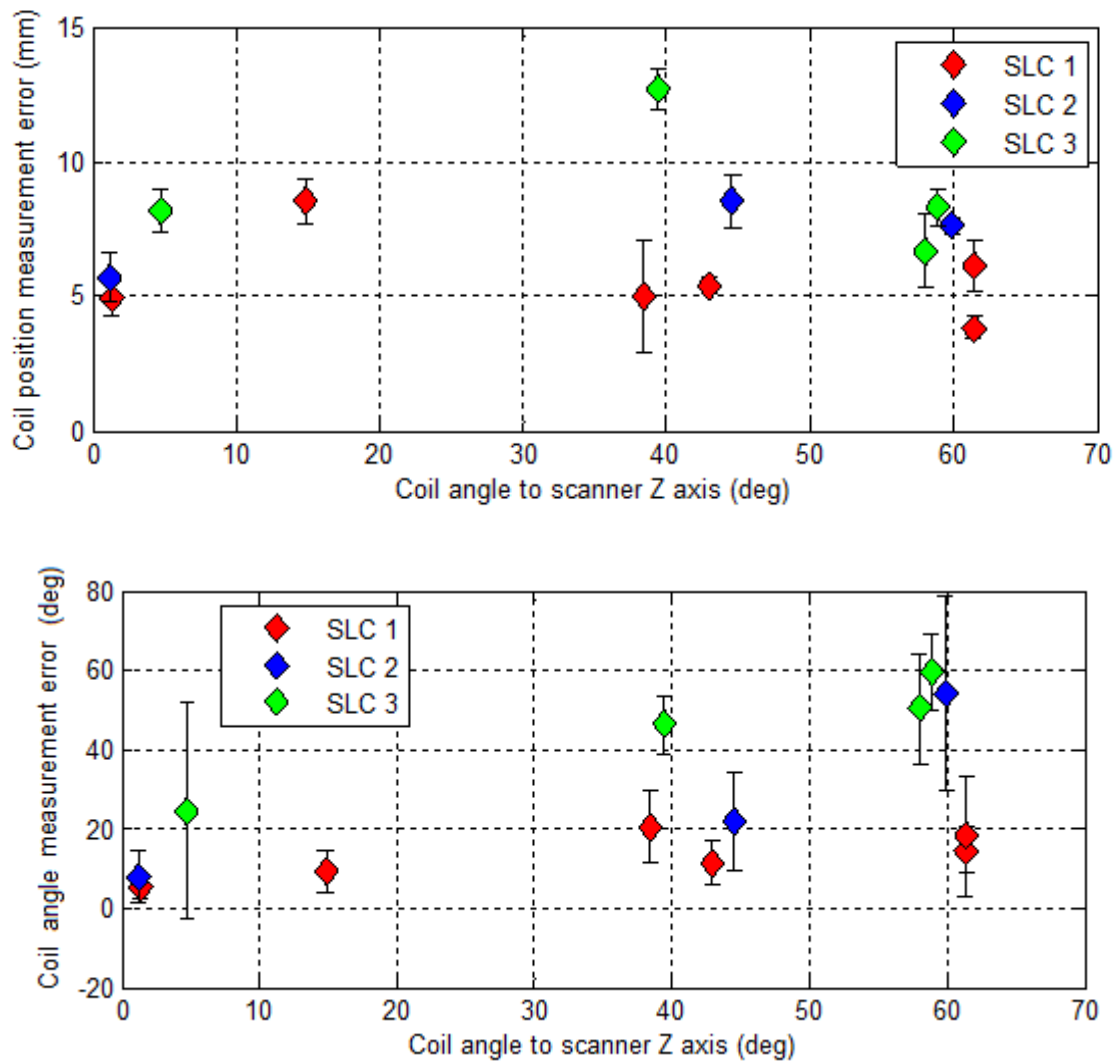 Coil position measurement error (mm)
15
10
5
0
SLC 1
SLC 2
SLC 3
0 10 20 30 40 50 60 70
Coil angle to scanner Z axis (deg)
Coil angle measurement error (deg)
80
60
40
20
0
-20
SLC 1
SLC 2
SLC 3
0 10 20 30 40 50 60 70
Coil angle to scanner Z axis (deg)